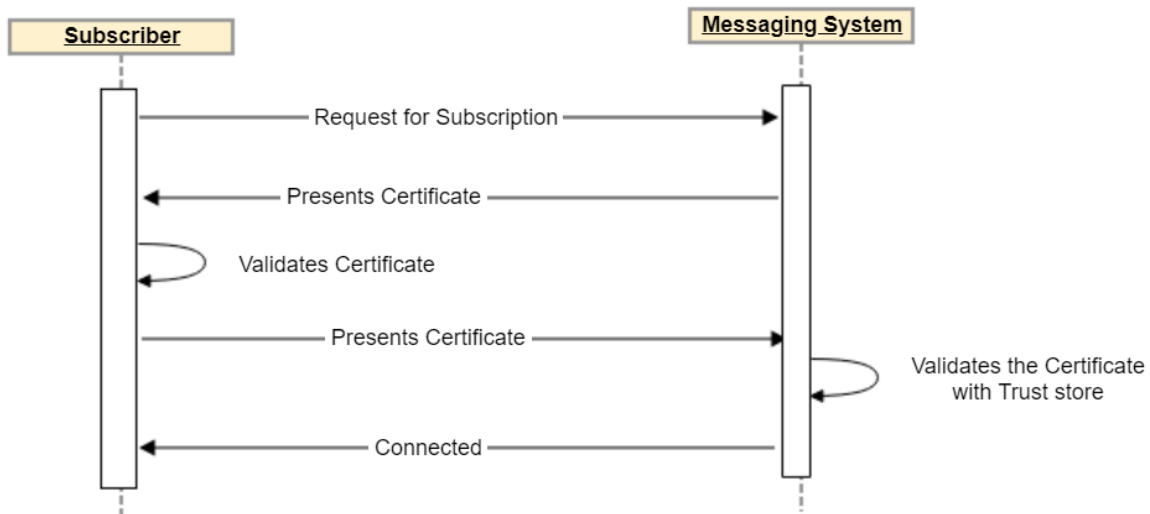 Subscriber
Messaging System
Request for Subscription
Presents Certificate
Validates Certificate
Presents Certificate
Validates the Certificate
with Trust store
Connected